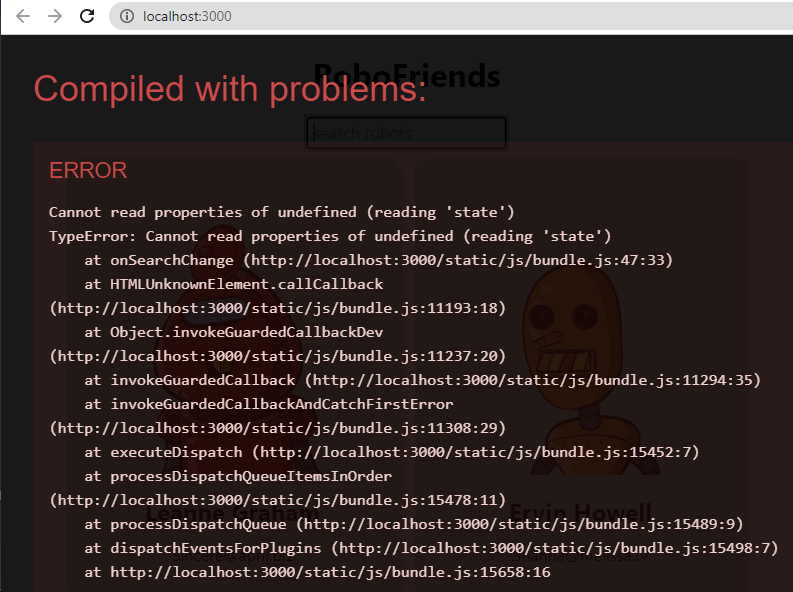 localhost:3000
RoboFriends
Compiled with problems:
search robots
ERROR
Cannot read properties of undefined (reading 'state')
TypeError: Cannot read properties of undefined (reading 'state')
at onSearchChange (http://localhost:3000/static/js/bundle.js:47:33)
at HTMLUnknownElement.callCallback
(http://localhost:3000/static/js/bundle.js:11193:18)
at Object.invokeGuardedCallbackDev
(http://localhost:3000/static/js/bundle.js:11237:20)
at invokeGuardedCallback (http://localhost:3000/static/js/bundle.js:11294:35)
at invokeGuardedCallbackAndCatchFirstError
(http://localhost:3000/static/js/bundle.js:11308:29)
at executeDispatch (http://localhost:3000/static/js/bundle.js:15452:7)
at processDispatchQueueItemsInOrder
(http://localhost:3000/static/js/bundle.js:15478:11)
Leanne Graham
Ervin Howell
at processDispatchQueue (http://localhost:3000/static/js/bundle.js:15489:9)
at dispatchEventsForPlugins (http://localhost:3000/static/js/bundle.js:15498:7)
at http://localhost:3000/static/js/bundle.js:15658:16